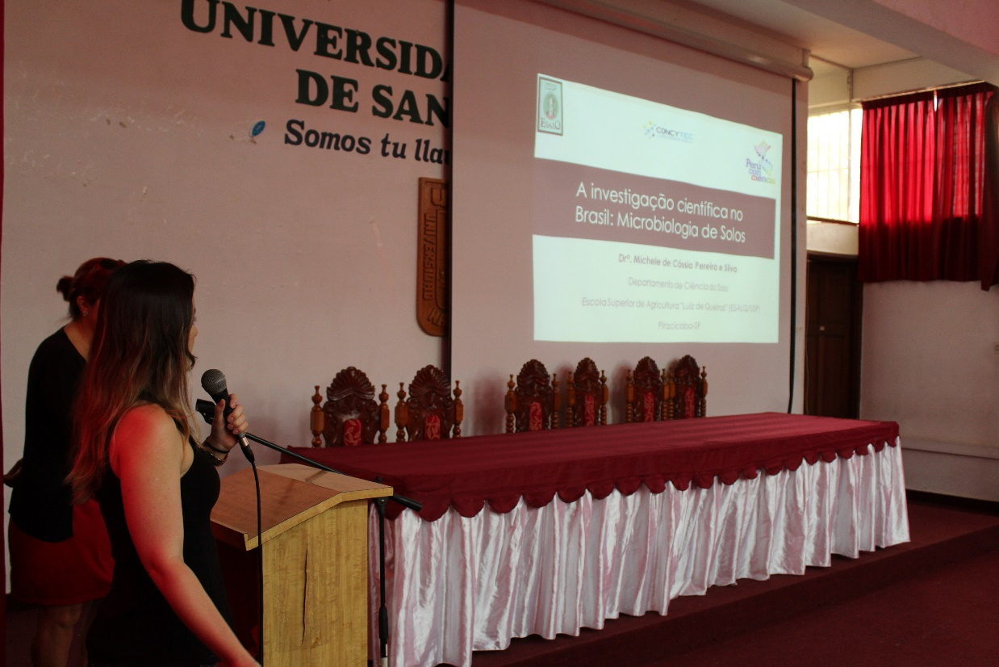 UNIVERSIDA
DE SAN
Somos tu lla
ESALQ
CONCYTEC
Perú
con
ciencia
A investigação científica no
Brasil: Microbiologia de Solos
Drª. Michele de Cássia Pereira e Silva
Departamento de Ciência do Solo
Escola Superior de Agricultura "Luiz de Queiroz" (ESALQ/USP)
Piracicaba-SP
UNIVERSIDAD